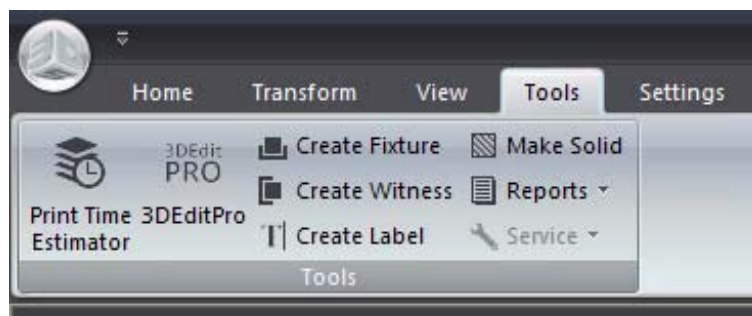 Home Transform View Tools Settings
3DEdit
PRO
Print Time
Estimator
3DEditPro
Create Fixture
Create Witness
Create Label
Make Solid
Reports
Service
Tools